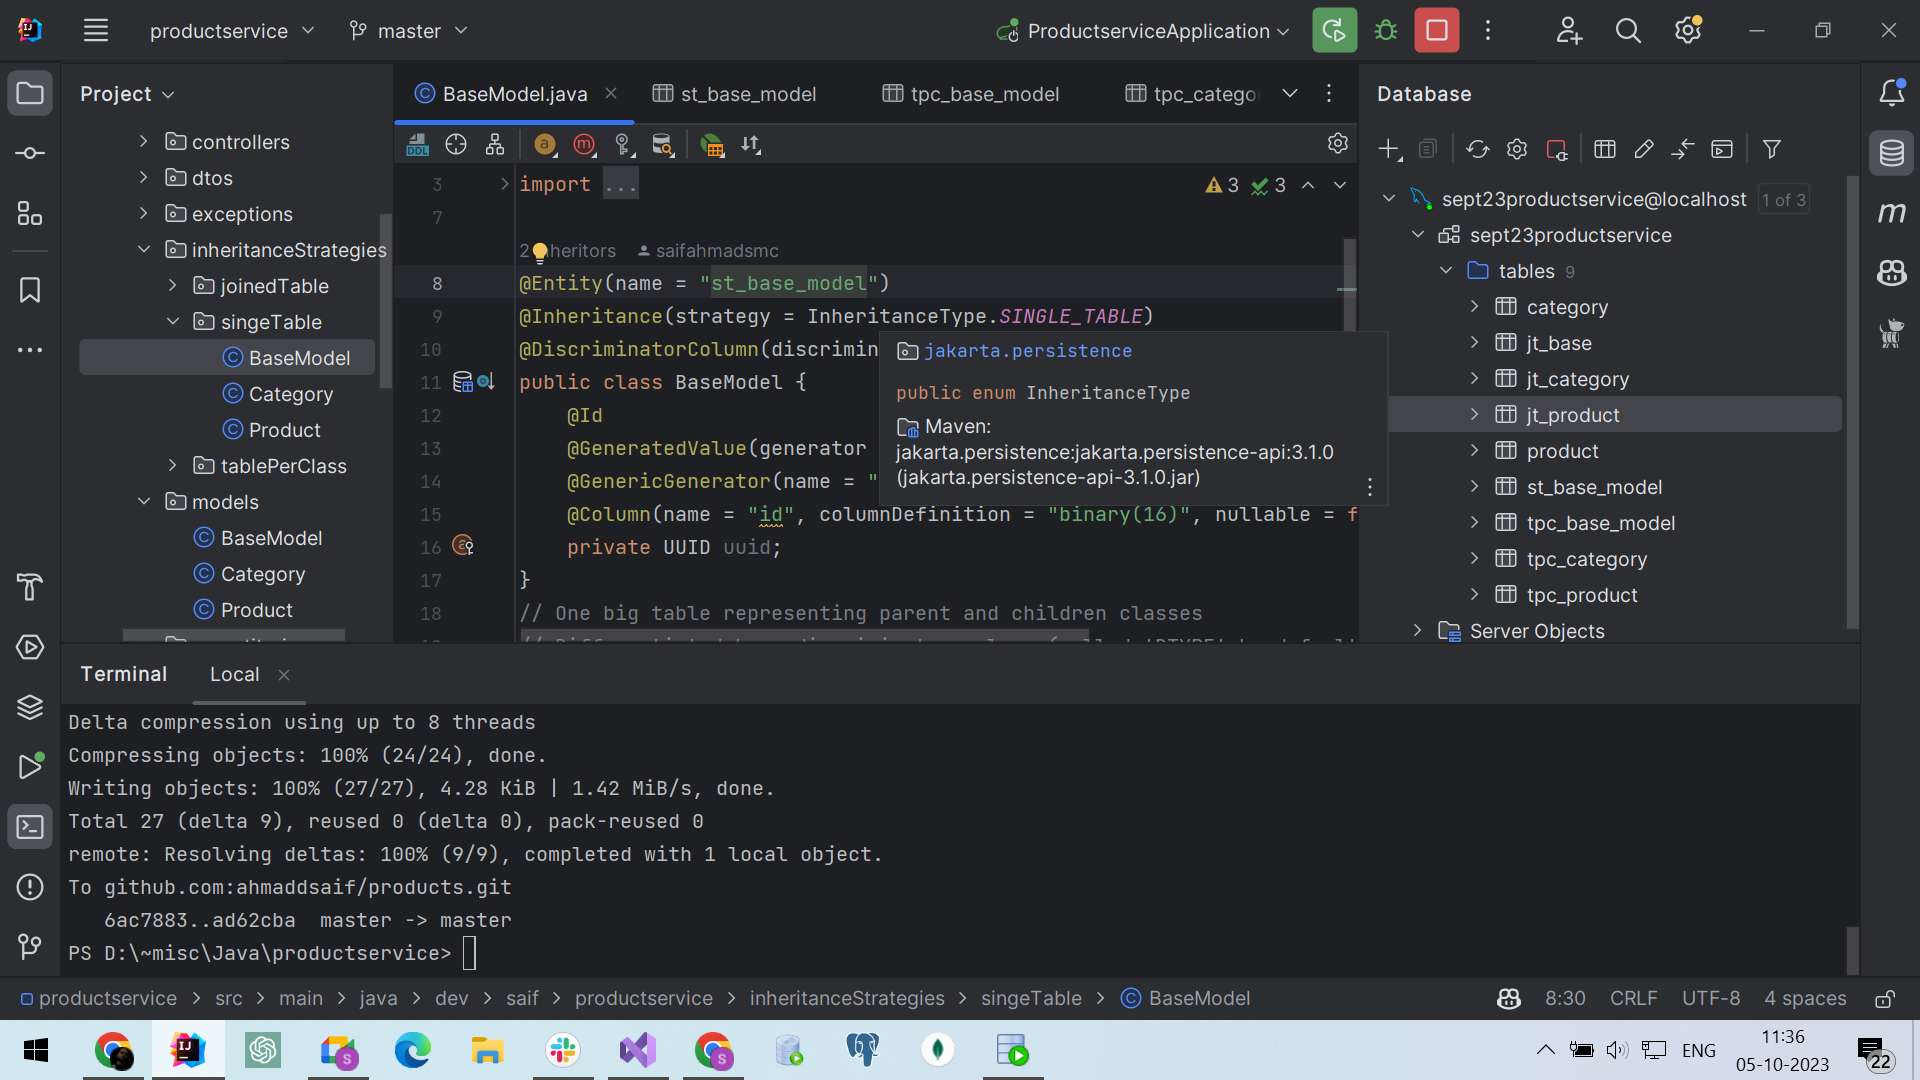 productservice
master
ProductserviceApplication
Project
controllers
dtos
exceptions
inheritanceStrategies
joinedTable
singeTable
BaseModel
Category
Product
tablePerClass
models
BaseModel
Category
Product
BaseModel.java
st_base_model
tpc_base_model
tpc_catego
DDL
3 import ...
3 3
7
saifahmadsmc
8 @Entity(name = "st_base_model")
9 @Inheritance(strategy = InheritanceType.SINGLE_TABLE)
10 @DiscriminatorColumn(discrimin
11 public class BaseModel {
12 @Id
13 @GeneratedValue(generator
14 @GenericGenerator(name = "
15 @Column(name = "id", columnDefinition = "binary(16)", nullable = f
16 private UUID uuid;
17 }
18 // One big table representing parent and children classes
jakarta.persistence
public enum InheritanceType
Maven:
jakarta.persistence:jakarta.persistence-api:3.1.0
(jakarta.persistence-api-3.1.0.jar)
Database
sept23productservice@localhost 1 of 3
sept23productservice
tables 9
category
jt_base
jt_category
jt_product
product
st_base_model
tpc_base_model
tpc_category
tpc_product
Server Objects
Terminal
Local
Delta compression using up to 8 threads
Compressing objects: 100% (24/24), done.
Writing objects: 100% (27/27), 4.28 KiB | 1.42 MiB/s, done.
Total 27 (delta 9), reused 0 (delta 0), pack-reused 0
remote: Resolving deltas: 100% (9/9), completed with 1 local object.
To github.com:ahmaddsaif/products.git
6ac7883..ad62cba master -> master
PS D:\~misc\Java\productservice>
productservice > src > main > java > dev > saif > productservice > inheritanceStrategies > singeTable > BaseModel
8:30 CRLF UTF-8 4 spaces
ENG
11:36
05-10-2023
22